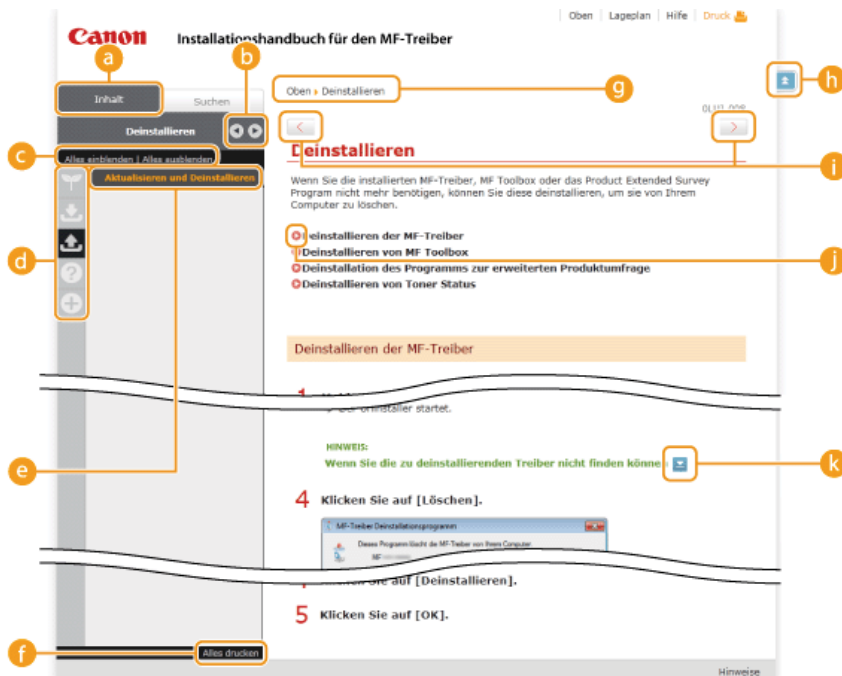 Oben | Lageplan | Hilfe | Druck
Canon Installationshandbuch für den MF-Treiber
a
b
Inhalt
Suchen
Oben Deinstallieren
g
h
Deinstallieren
c
Alles einblenden | Alles ausblenden
Deinstallieren
i
Aktualisieren und Deinstallieren
Wenn Sie die installierten MF-Treiber, MF Toolbox oder das Product Extended Survey
Program nicht mehr benötigen, können Sie diese deinstallieren, um sie von Ihrem
Computer zu löschen.
d
Deinstallieren der MF-Treiber
j
Deinstallieren von MF Toolbox
Deinstallation des Programms zur erweiterten Produktumfrage
Deinstallieren von Toner Status
Deinstallieren der MF-Treiber
startet.
HINWEIS:
e
Wenn Sie die zu deinstallierenden Treiber nicht finden könne
k
4 Klicken Sie auf [Löschen].
MF-Treiber Deinstallationsprogramm
Dieses Programm löscht die MF-Treiber von Ihrem Computer.
MF
Sie auf [Deinstallieren].
5 Klicken Sie auf [OK].
f
Alles drucken
Hinweise